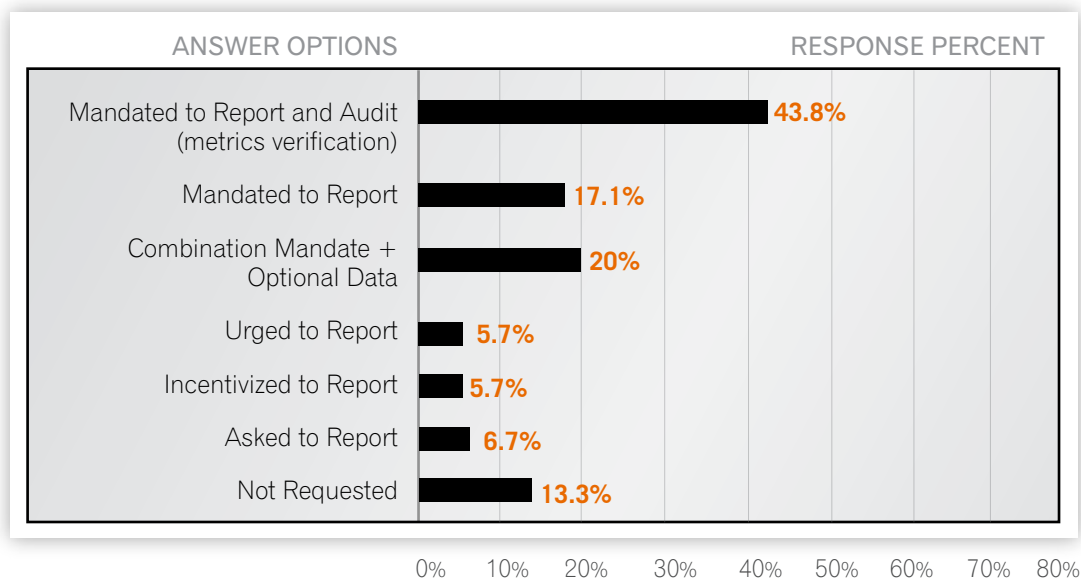 ANSWER OPTIONS RESPONSE PERCENT
Mandated to Report and Audit
(metrics verification) 43.8%
Mandated to Report 17.1%
Combination Mandate +
Optional Data 20%
Urged to Report 5.7%
Incentivized to Report 5.7%
Asked to Report 6.7%
Not Requested 13.3%
0% 10% 20% 30% 40% 50% 60% 70% 80%